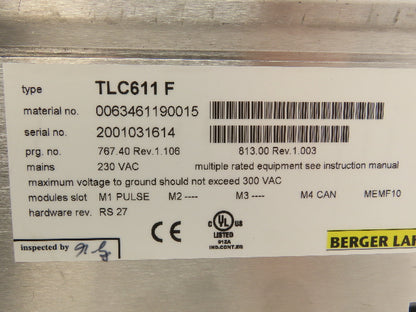 type TLC611 F
material no. 0063461190015
serial no. 2001031614
prg. no. 767.40 Rev.1.106 813.00 Rev.1.003
mains 230 VAC multiple rated equipment see instruction manual
maximum voltage to ground should not exceed 300 VAC
modules slot M1 PULSE M2 ---- M3 ---- M4 CAN MEMF10
hardware rev. RS 27
CE
C UL US
LISTED
912A
IND.CONT.EQ
inspected by
BERGER LAH